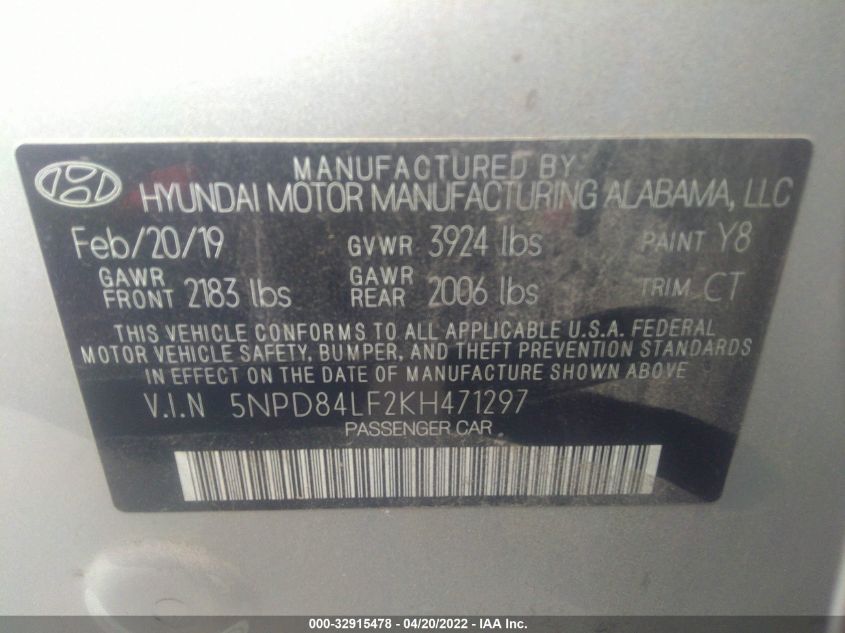 MANUFACTURED BY
HYUNDAI MOTOR MANUFACTURING ALABAMA, LLC
Feb/20/19 GVWR 3924 lbs PAINT Y8
GAWR FRONT 2183 lbs GAWR REAR 2006 lbs TRIM CT
THIS VEHICLE CONFORMS TO ALL APPLICABLE U.S.A. FEDERAL
MOTOR VEHICLE SAFETY, BUMPER, AND THEFT PREVENTION STANDARDS
IN EFFECT ON THE DATE OF MANUFACTURE SHOWN ABOVE
V.I.N 5NPD84LF2KH471297
PASSENGER CAR
000-32915478 - 04/20/2022 - IAA Inc.